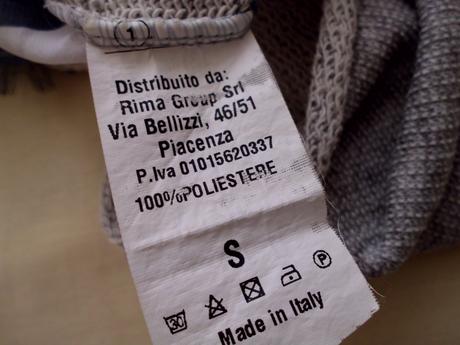 1
Distribuito da:
Rima Group Srl
Via Bellizzi, 46/51
Piacenza
P.Iva 01015620337
100%POLIESTERE
S
30 P
Made in Italy